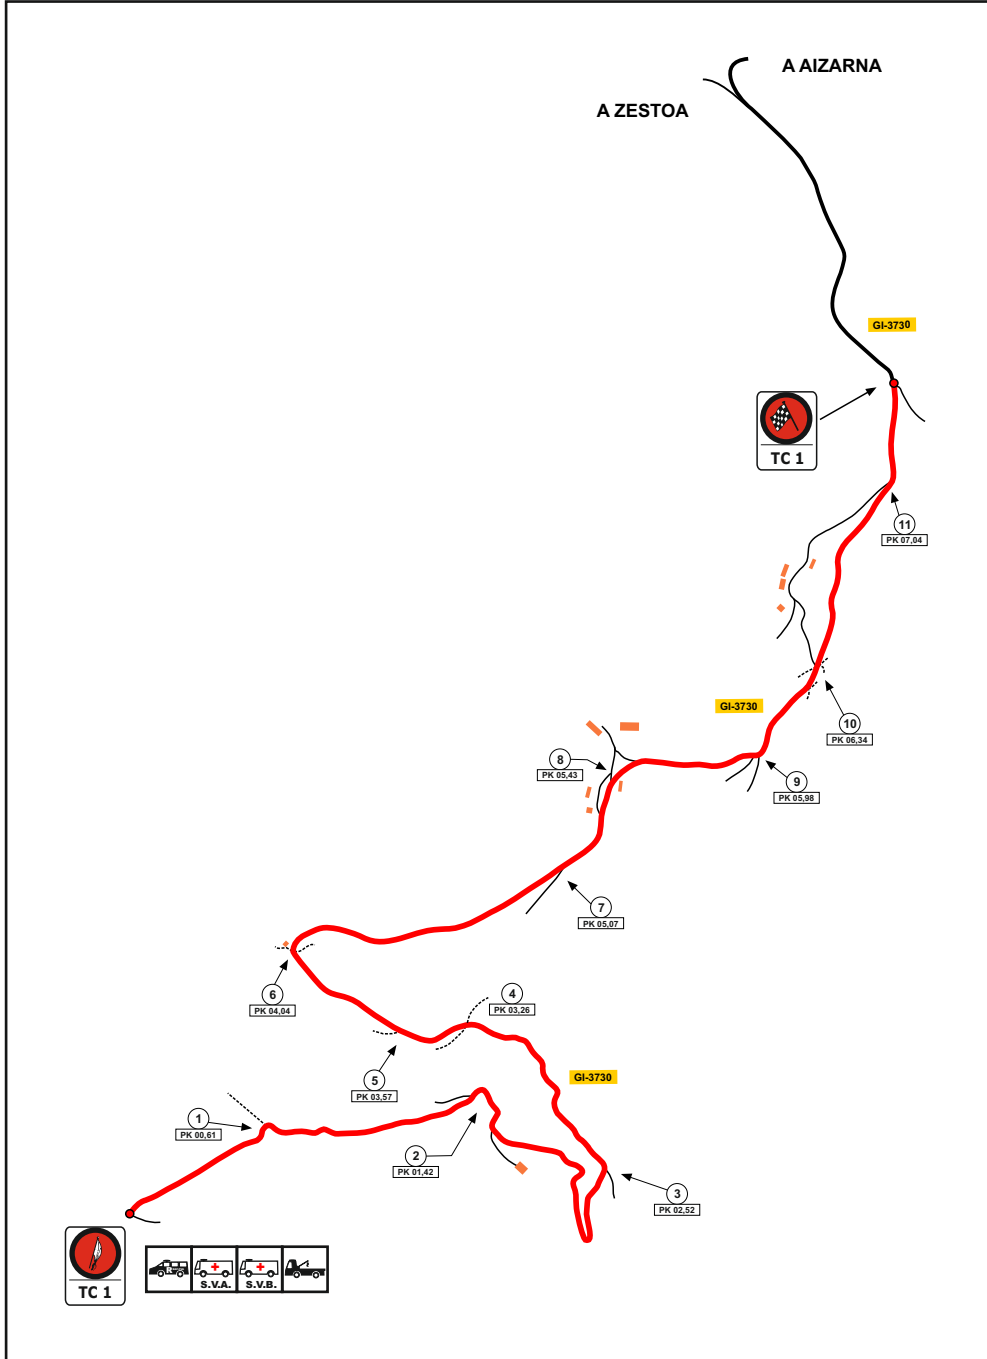 A AIZARNA
A ZESTOA
GI-3730
TC 1
11
PK 07,04
GI-3730
10
PK 06,34
8
PK 05,43
9
PK 05,98
7
PK 05,07
6
PK 04,04
4
PK 03,26
5
PK 03,57
GI-3730
1
PK 00,61
2
PK 01,42
3
PK 02,52
TC 1
S.V.A.
S.V.B.